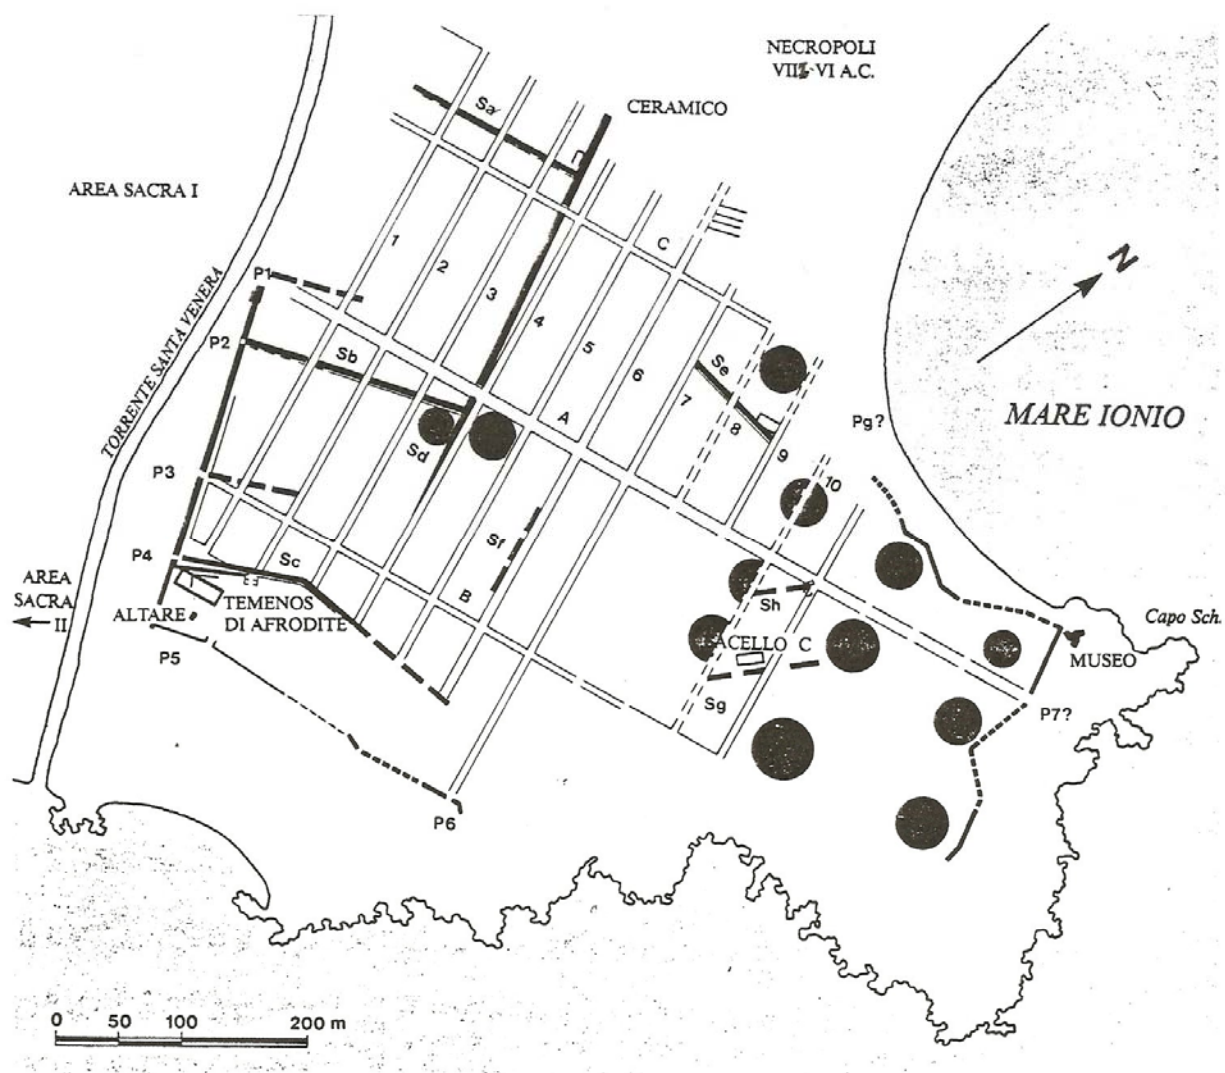 NECROPOLI
VIII-VI A.C.
CERAMICO
Sa
AREA SACRA I
C
1
2
3
4
5
6
7
8
9
10
N
TORRENTE SANTA VENERA
P1
P2
Sb
Se
A
Pg?
MARE IONIO
Sd
P3
Sf
P4
Sc
B
AREA
SACRA
II
ALTARE
TEMENOS
DI AFRODITE
Sh
SACELLO C
Capo Sch.
MUSEO
P5
Sg
P7?
P6
0 50 100 200 m